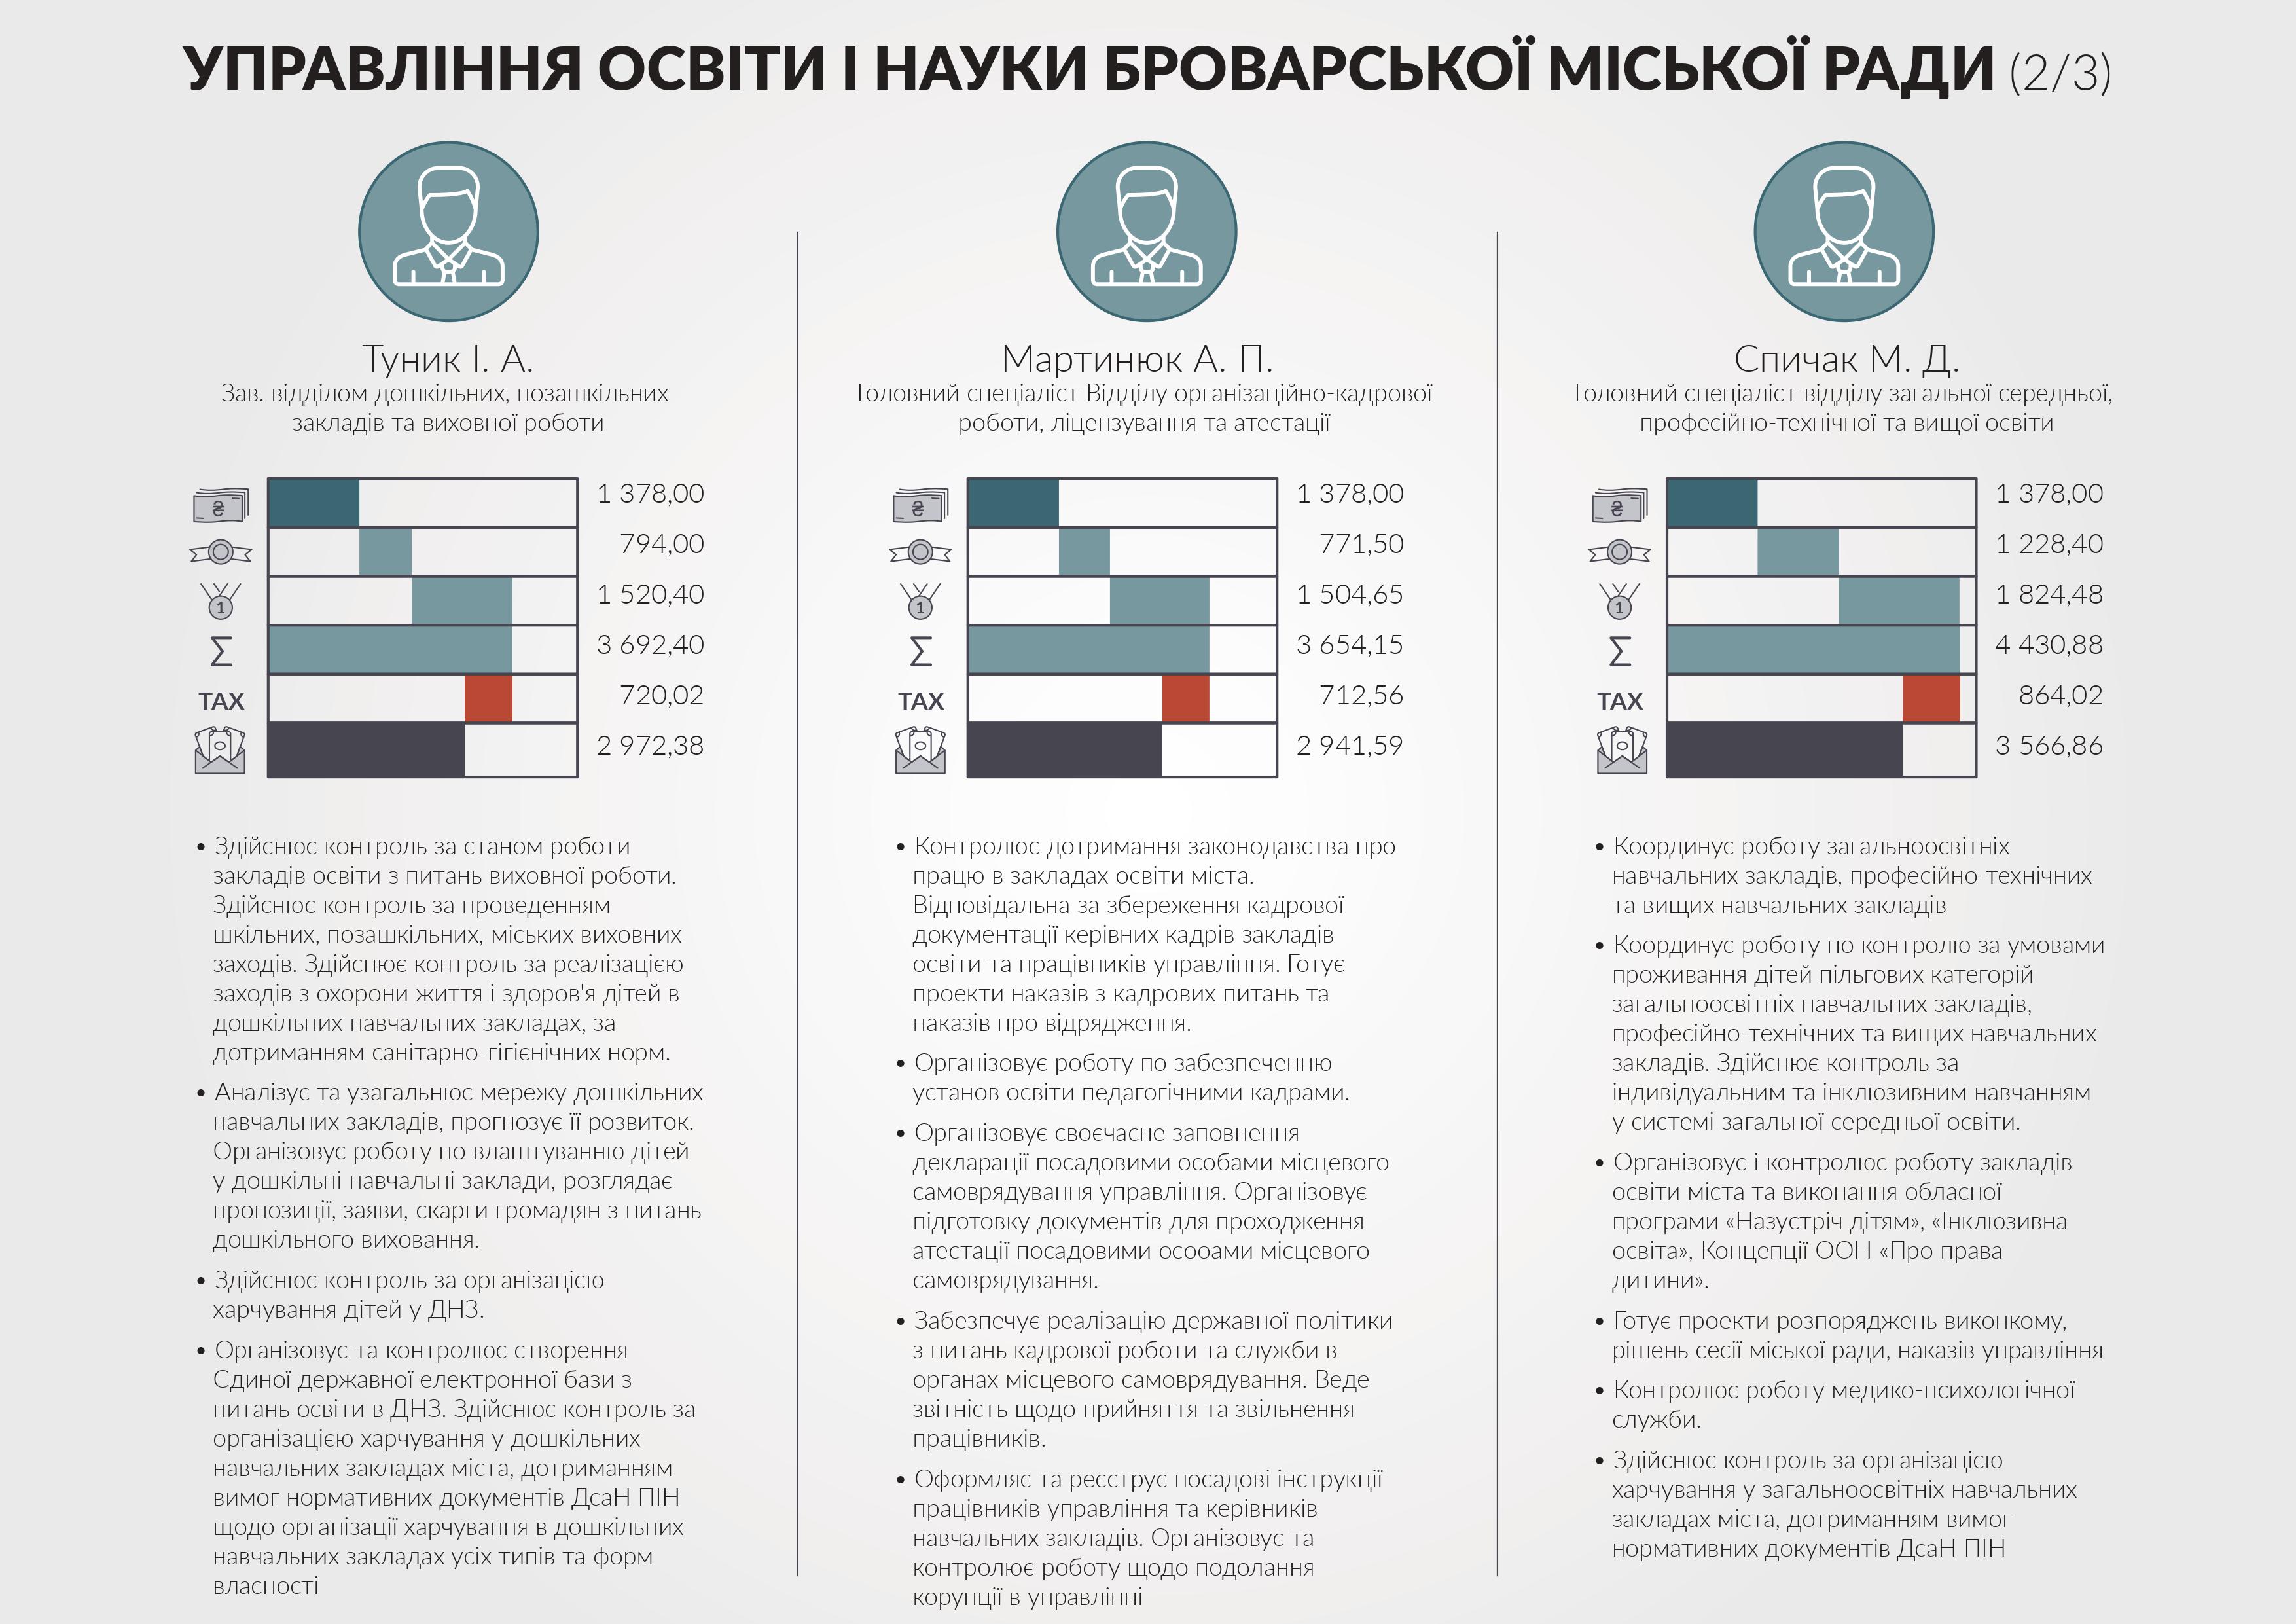 УПРАВЛІННЯ ОСВІТИ І НАУКИ БРОВАРСЬКОЇ МІСЬКОЇ РАДИ (2/3)
Туник І. А.
Зав. відділом дошкільних, позашкільних
закладів та виховної роботи
₴
1 378,00
794,00
1
1 520,40
Σ
3 692,40
TAX
720,02
2 972,38
• Здійснює контроль за станом роботи
закладів освіти з питань виховної роботи.
Здійснює контроль за проведенням
шкільних, позашкільних, міських виховних
заходів. Здійснює контроль за реалізацією
заходів з охорони життя і здоров'я дітей в
дошкільних навчальних закладах, за
дотриманням санітарно-гігієнічних норм.
• Аналізує та узагальнює мережу дошкільних
навчальних закладів, прогнозує її розвиток.
Організовує роботу по влаштуванню дітей
у дошкільні навчальні заклади, розглядає
пропозиції, заяви, скарги громадян з питань
дошкільного виховання.
• Здійснює контроль за організацією
харчування дітей у ДНЗ.
• Організовує та контролює створення
Єдиної державної електронної бази з
питань освіти в ДНЗ. Здійснює контроль за
організацією харчування у дошкільних
навчальних закладах міста, дотриманням
вимог нормативних документів ДсаН ПІН
щодо організації харчування в дошкільних
навчальних закладах усіх типів та форм
власності
Мартинюк А. П.
Головний спеціаліст Відділу організаційно-кадрової
роботи, ліцензування та атестації
₴
1 378,00
771,50
1
1 504,65
Σ
3 654,15
TAX
712,56
2 941,59
• Контролює дотримання законодавства про
працю в закладах освіти міста.
Відповідальна за збереження кадрової
документації керівних кадрів закладів
освіти та працівників управління. Готує
проекти наказів з кадрових питань та
наказів про відрядження.
• Організовує роботу по забезпеченню
установ освіти педагогічними кадрами.
• Організовує своєчасне заповнення
декларації посадовими особами місцевого
самоврядування управління. Організовує
підготовку документів для проходження
атестації посадовими осооами місцевого
самоврядування.
• Забезпечує реалізацію державної політики
з питань кадрової роботи та служби в
органах місцевого самоврядування. Веде
звітність щодо прийняття та звільнення
працівників.
• Оформляє та реєструє посадові інструкції
працівників управління та керівників
навчальних закладів. Організовує та
контролює роботу щодо подолання
корупції в управлінні
Спичак М. Д.
Головний спеціаліст відділу загальної середньої,
професійно-технічної та вищої освіти
₴
1 378,00
1 228,40
1
1 824,48
Σ
4 430,88
TAX
864,02
3 566,86
• Координує роботу загальноосвітніх
навчальних закладів, професійно-технічних
та вищих навчальних закладів
• Координує роботу по контролю за умовами
проживання дітей пільгових категорій
загальноосвітніх навчальних закладів,
професійно-технічних та вищих навчальних
закладів. Здійснює контроль за
індивідуальним та інклюзивним навчанням
у системі загальної середньої освіти.
• Організовує і контролює роботу закладів
освіти міста та виконання обласної
програми «Назустріч дітям», «Інклюзивна
освіта», Концепції ООН «Про права
дитини».
• Готує проекти розпоряджень виконкому,
рішень сесії міської ради, наказів управління
• Контролює роботу медико-психологічної
служби.
• Здійснює контроль за організацією
харчування у загальноосвітніх навчальних
закладах міста, дотриманням вимог
нормативних документів ДсаН ПІН